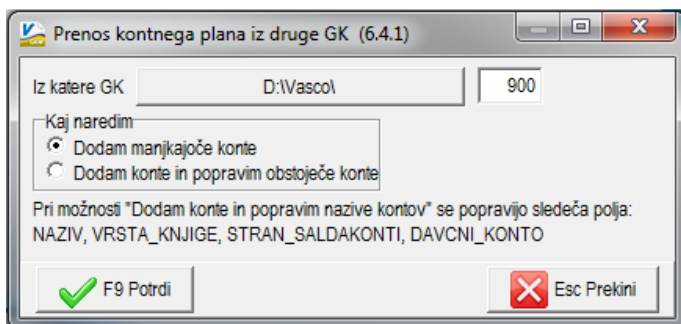 Prenos kontnega plana iz druge GK (6.4.1)
Iz katere GK D:\Vasco\ 900
Kaj naredim
Dodam manjkajoče konte
Dodam konte in popravim obstoječe konte
Pri možnosti "Dodam konte in popravim nazive kontov" se popravijo sledeča polja:
NAZIV, VRSTA_KNJIGE, STRAN_SALDAKONTI, DAVCNI_KONTO
F9 Potrdi Esc Prekini